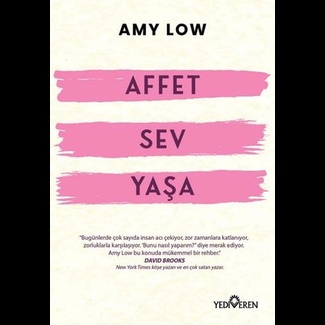 AMY LOW
AFFET
SEV
YAŞA
"Bugünlerde çok sayıda insan acı çekiyor, zor zamanlara katlanıyor,
zorluklarla karşılaşıyor. 'Bunu nasıl yaparım?' diye merak ediyor.
Amy Low bu konuda mükemmel bir rehber."
DAVID BROOKS
New York Times köşe yazarı ve en çok satan yazar.
YEDİVEREN